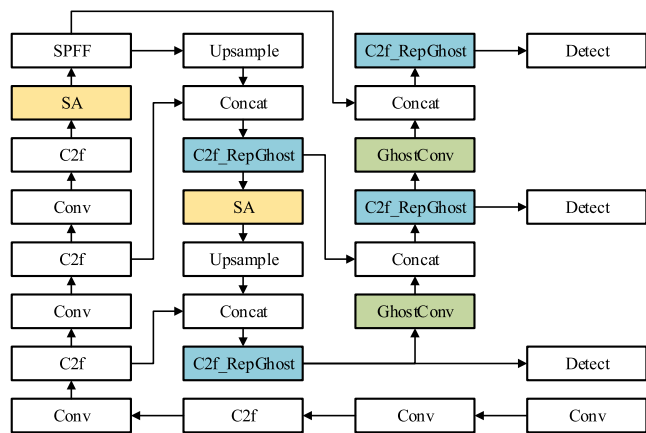 SPFF Upsample C2f_RepGhost Detect
SA Concat Concat
C2f C2f_RepGhost GhostConv
Conv SA C2f_RepGhost Detect
C2f Upsample Concat
Conv Concat GhostConv
C2f C2f_RepGhost Detect
Conv C2f Conv Conv